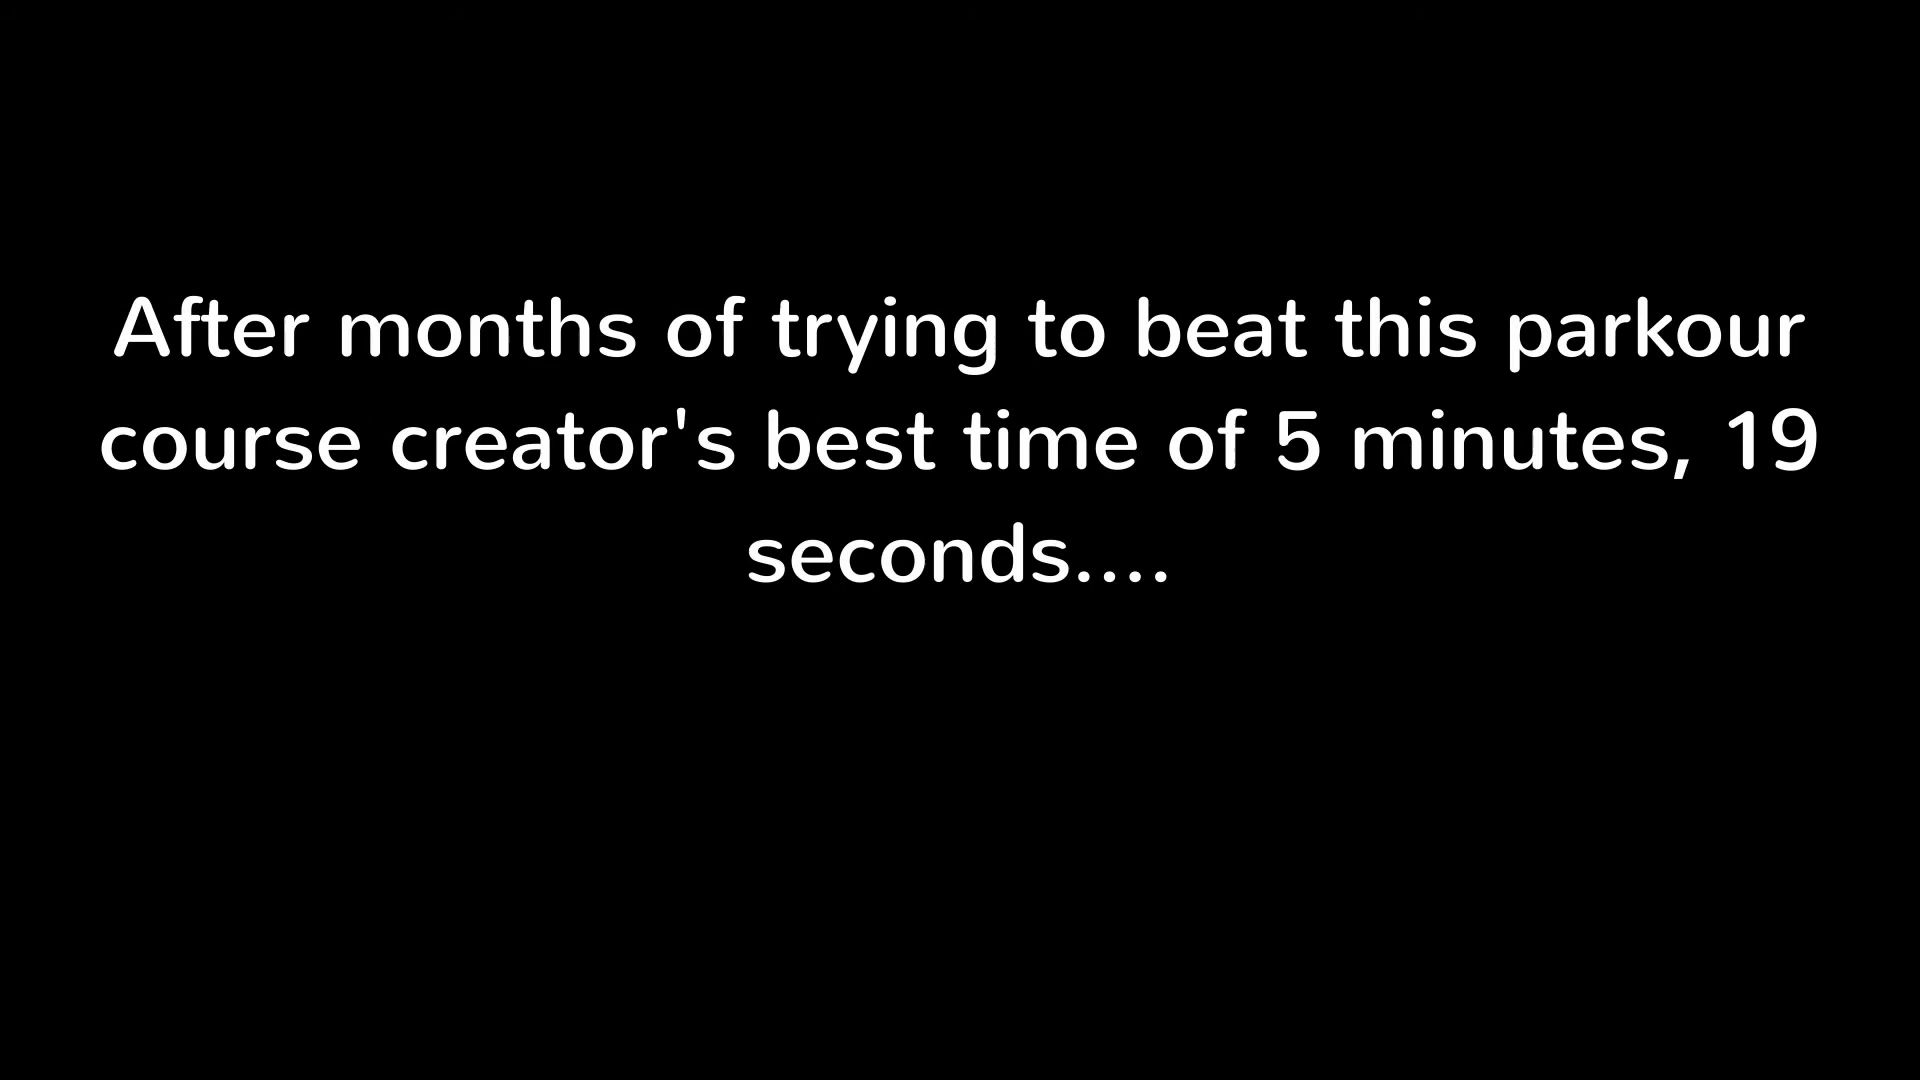 After months of trying to beat this parkour
course creator's best time of 5 minutes, 19
seconds....